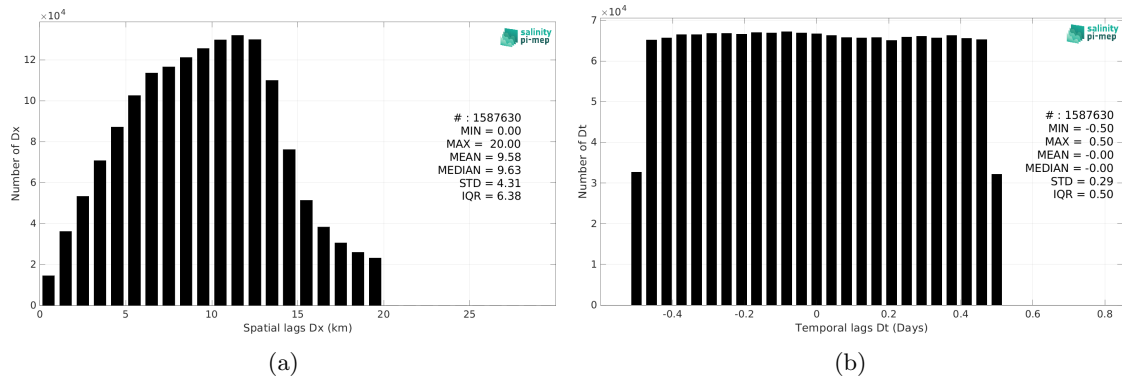 ×10⁴
12
10
8
6
4
2
0
Number of Dx
0 5 10 15 20 25
Spatial lags Dx (km)
salinity
pi-mep
# : 1587630
MIN = 0.00
MAX = 20.00
MEAN = 9.58
MEDIAN = 9.63
STD = 4.31
IQR = 6.38
(a)
×10⁴
7
6
5
4
3
2
1
0
Number of Dt
-0.4 -0.2 0 0.2 0.4 0.6 0.8
Temporal lags Dt (Days)
salinity
pi-mep
# : 1587630
MIN = -0.50
MAX = 0.50
MEAN = -0.00
MEDIAN = -0.00
STD = 0.29
IQR = 0.50
(b)